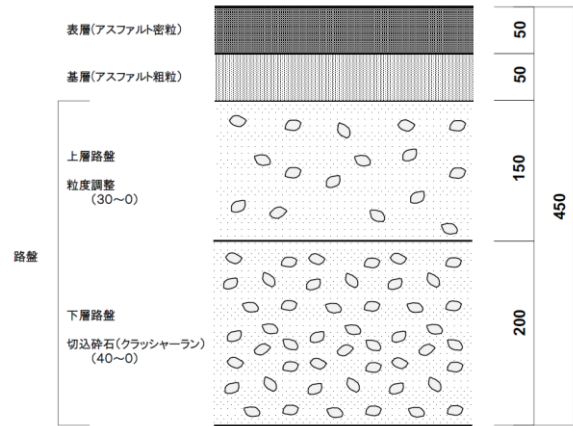 表層(アスファルト密粒)
50
基層(アスファルト粗粒)
50
上層路盤
粒度調整
(30〜0)
150
450
路盤
下層路盤
切込砕石(クラッシャーラン)
(40〜0)
200